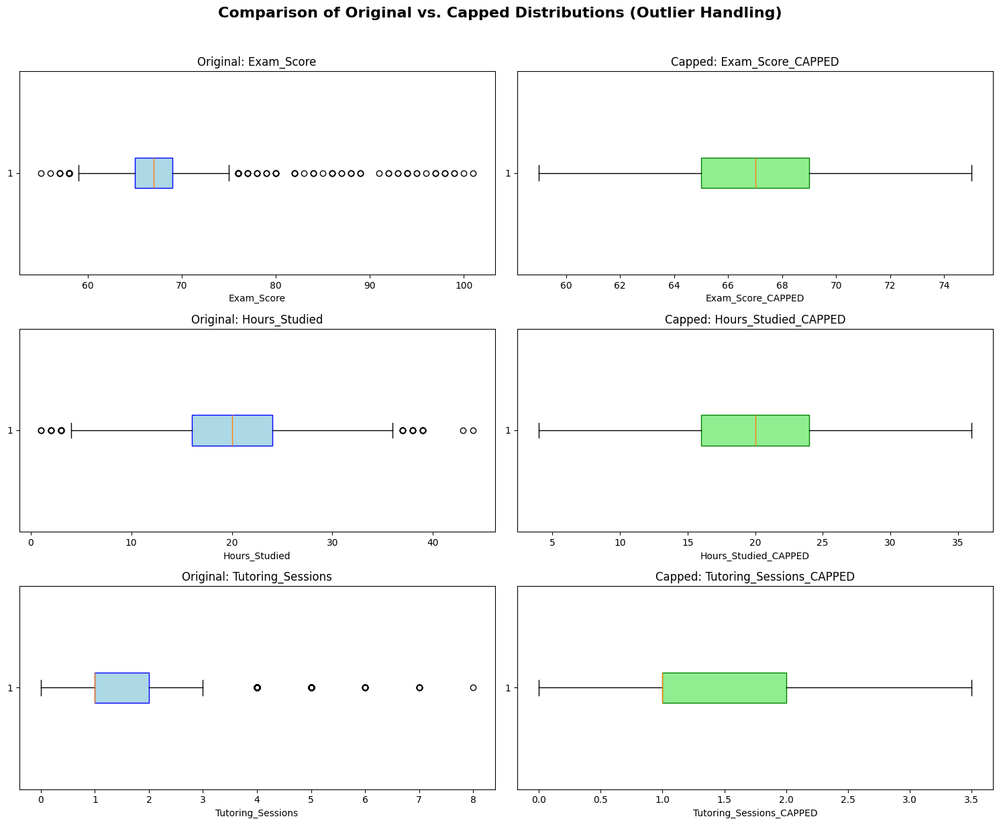 Comparison of Original vs. Capped Distributions (Outlier Handling)
Original: Exam_Score
1
60 70 80 90 100
Exam_Score
Capped: Exam_Score_CAPPED
1
60 62 64 66 68 70 72 74
Exam_Score_CAPPED
Original: Hours_Studied
1
0 10 20 30 40
Hours_Studied
Capped: Hours_Studied_CAPPED
1
5 10 15 20 25 30 35
Hours_Studied_CAPPED
Original: Tutoring_Sessions
1
0 1 2 3 4 5 6 7 8
Tutoring_Sessions
Capped: Tutoring_Sessions_CAPPED
1
0.0 0.5 1.0 1.5 2.0 2.5 3.0 3.5
Tutoring_Sessions_CAPPED